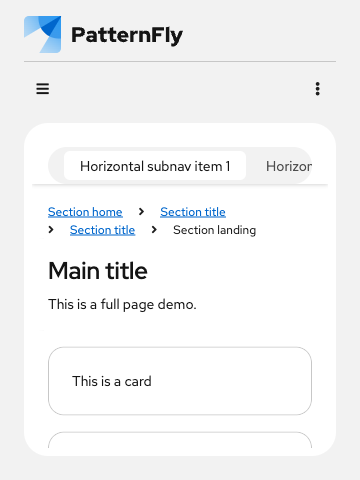 PatternFly
Horizontal subnav item 1 Horizon
Section home Section title
Section title Section landing
Main title
This is a full page demo.
This is a card